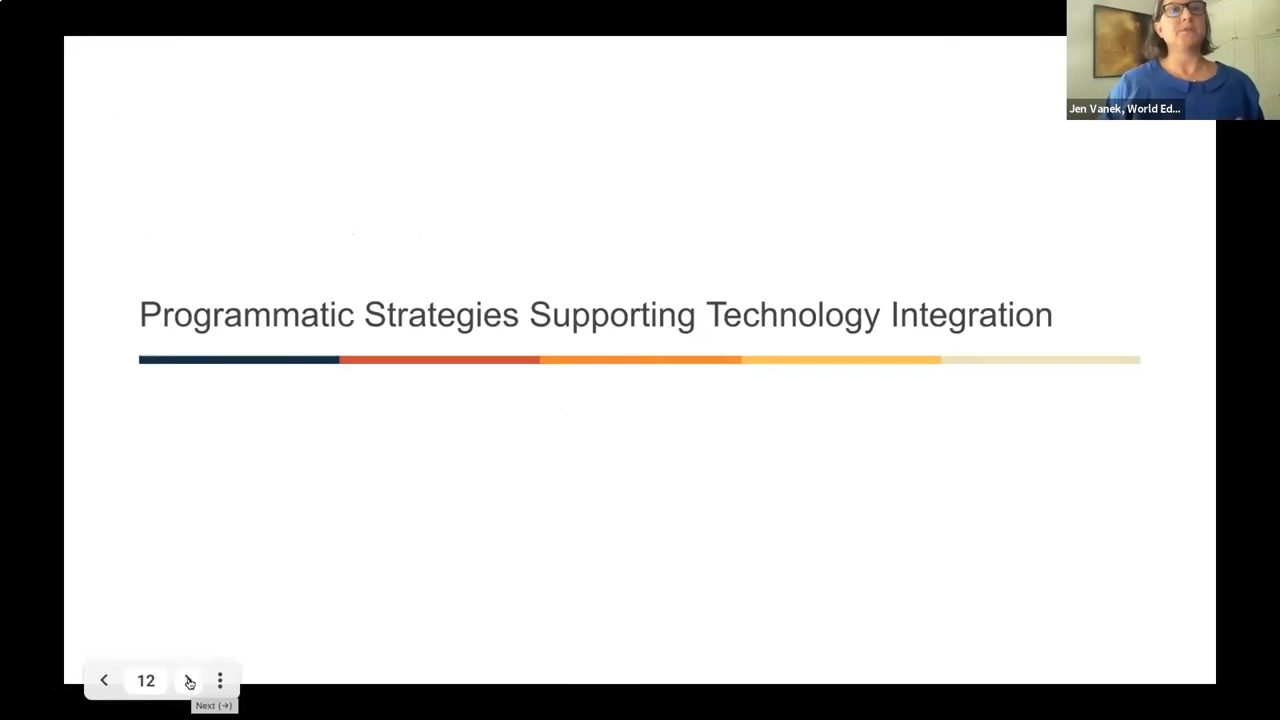 Jen Vanek, World Ed...
Programmatic Strategies Supporting Technology Integration
12
Next (→)